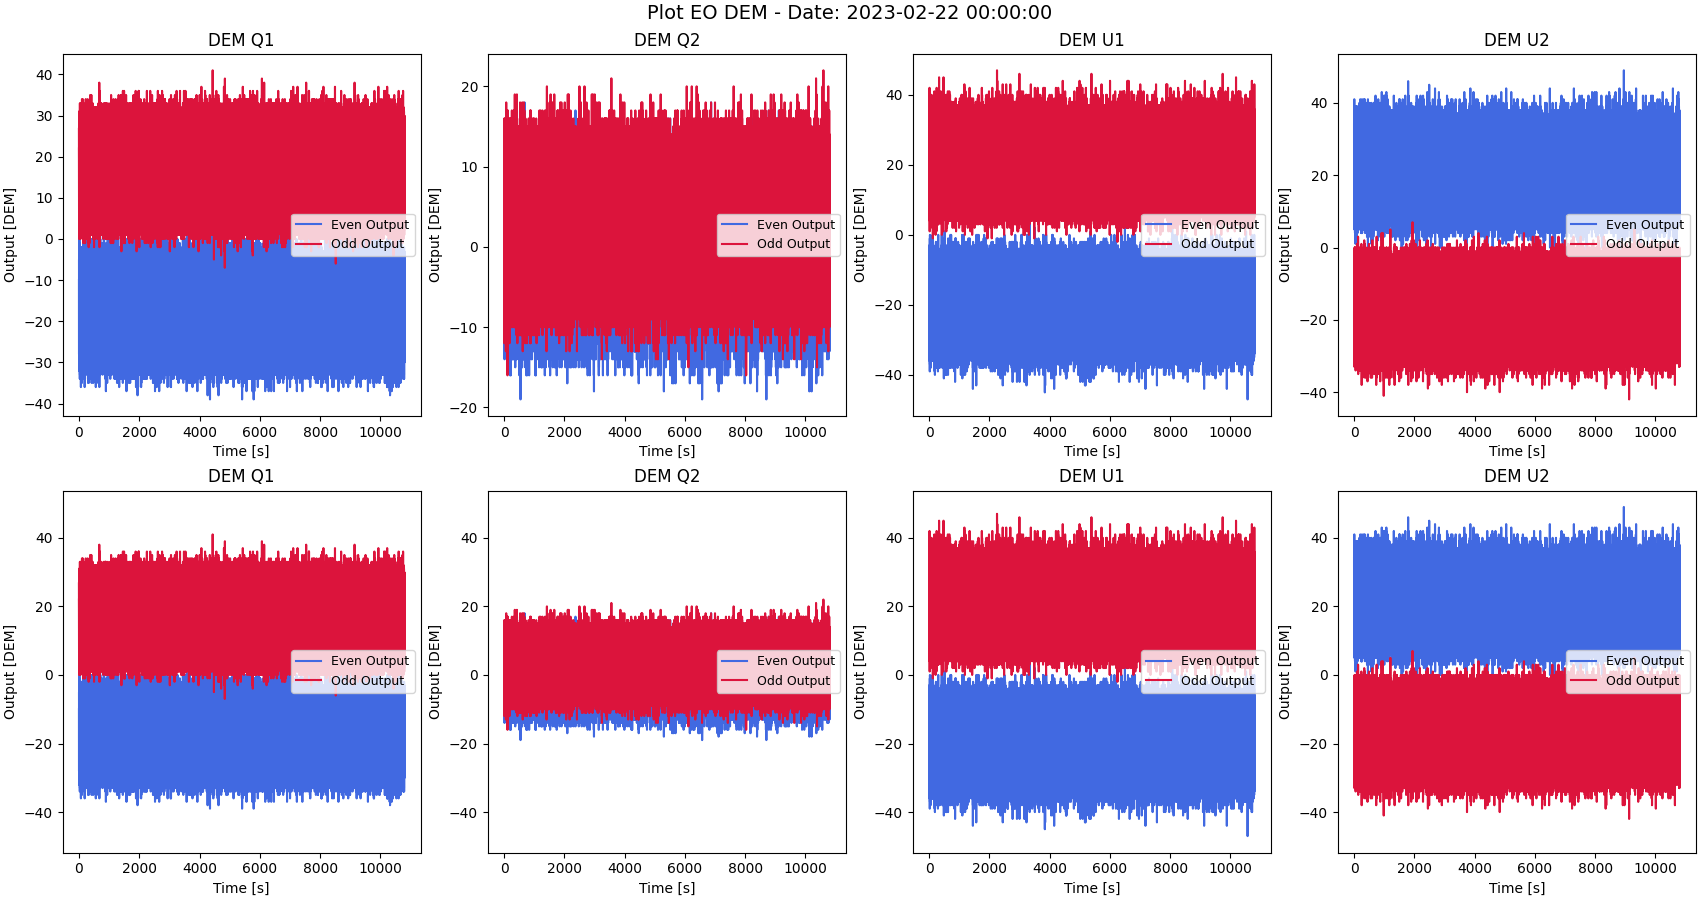 Plot EO DEM - Date: 2023-02-22 00:00:00
DEM Q1
Output [DEM]
40
30
20
10
0
−10
−20
−30
−40
Even Output
Odd Output
0 2000 4000 6000 8000 10000
Time [s]
DEM Q2
Output [DEM]
20
10
0
−10
−20
Even Output
Odd Output
0 2000 4000 6000 8000 10000
Time [s]
DEM U1
Output [DEM]
40
20
0
−20
−40
Even Output
Odd Output
0 2000 4000 6000 8000 10000
Time [s]
DEM U2
Output [DEM]
40
20
0
−20
−40
Even Output
Odd Output
0 2000 4000 6000 8000 10000
Time [s]
DEM Q1
Output [DEM]
40
20
0
−20
−40
Even Output
Odd Output
0 2000 4000 6000 8000 10000
Time [s]
DEM Q2
Output [DEM]
40
20
0
−20
−40
Even Output
Odd Output
0 2000 4000 6000 8000 10000
Time [s]
DEM U1
Output [DEM]
40
20
0
−20
−40
Even Output
Odd Output
0 2000 4000 6000 8000 10000
Time [s]
DEM U2
Output [DEM]
40
20
0
−20
−40
Even Output
Odd Output
0 2000 4000 6000 8000 10000
Time [s]